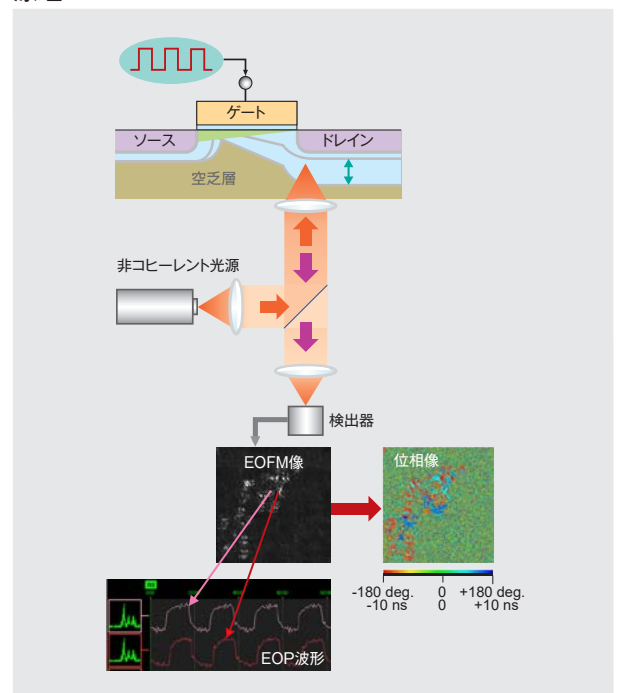 ゲート
ソース
ドレイン
空乏層
非コヒーレント光源
検出器
EOFM像
位相像
-180 deg.
0
+180 deg.
-10 ns
0
+10 ns
EOP波形